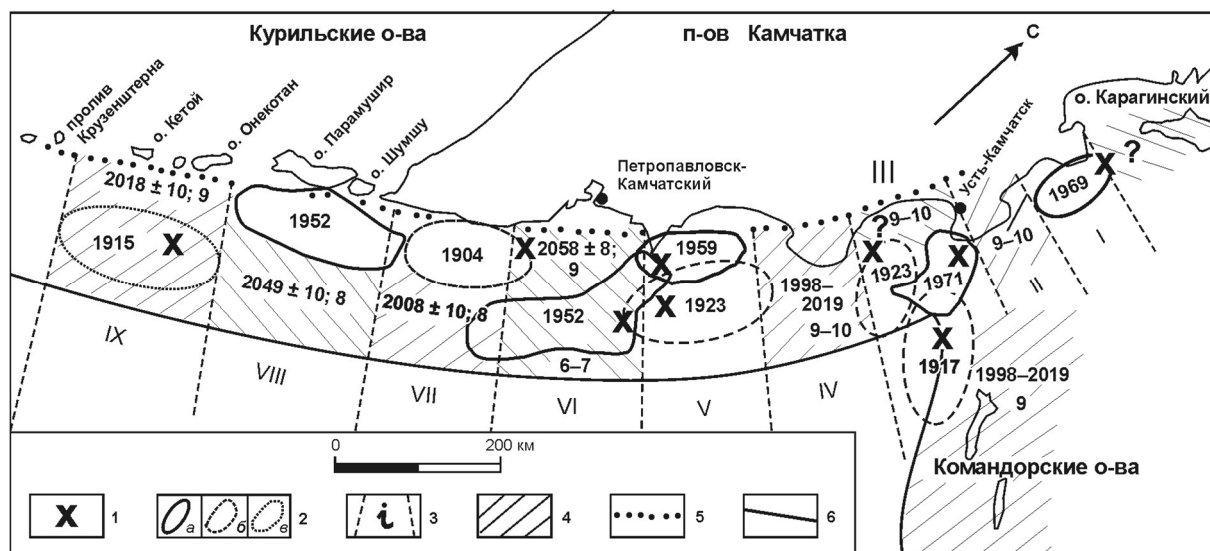 Курильские о-ва
п-ов Камчатка
С
пролив
Крузенштерна
о. Кетой
о. Онекотан
о. Парамушир
о. Шумшу
Петропавловск-
Камчатский
III
Усть-Камчатск
о. Карагинский
?
1969
2018 ± 10; 9
1915
1952
1904
2058 ± 8;
9
1959
1923
1952
6–7
2049 ± 10; 8
2008 ± 10; 8
1998–
2019
9–10
?
9–10
1923
1971
9–10
1917
1998–2019
9
I
II
IV
V
VI
VII
VIII
IX
Командорские о-ва
0 200 км
X 1
а б в 2
i 3
4
5
6